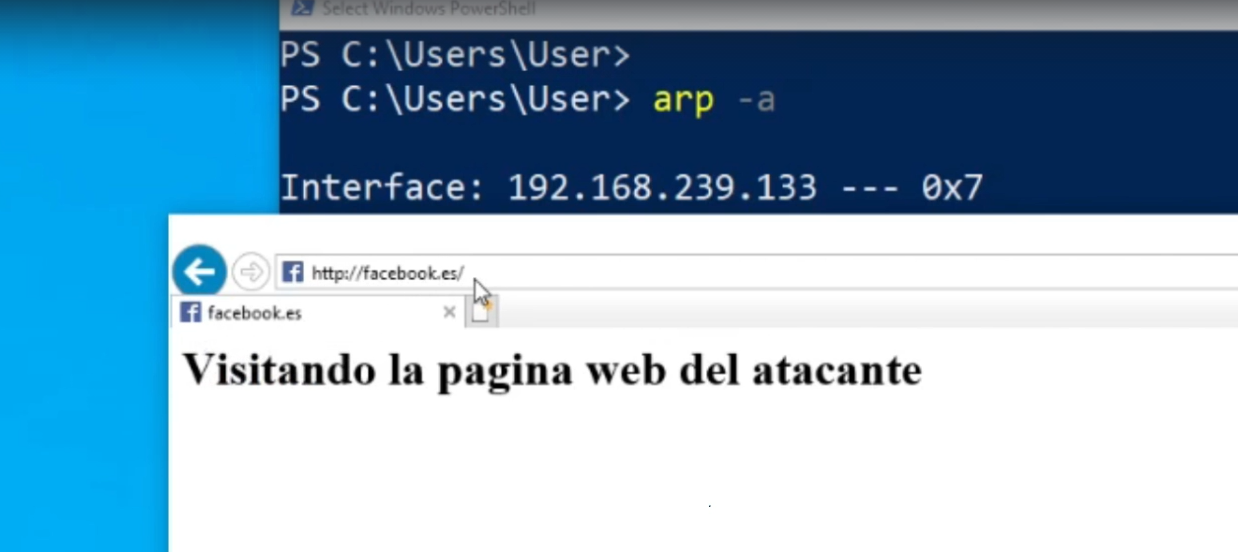 Select Windows PowerShell
PS C:\Users\User>
PS C:\Users\User> arp -a
Interface: 192.168.239.133 --- 0x7
http://facebook.es/
facebook.es
Visitando la pagina web del atacante